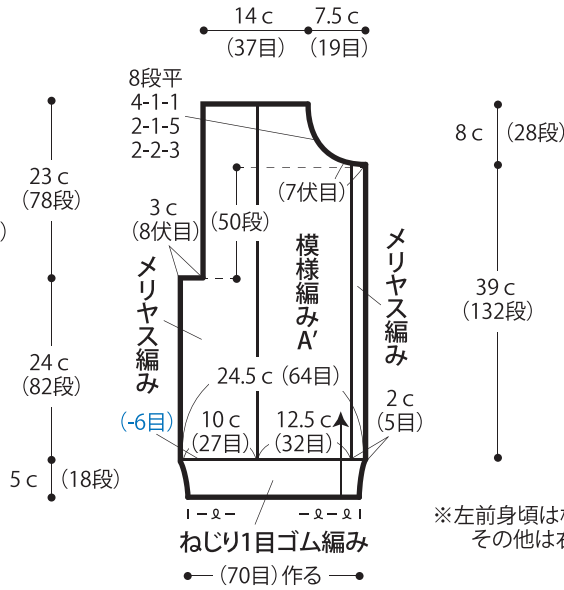 14 c
(37目)
7.5 c
(19目)
8段平
4-1-1
2-1-5
2-2-3
8 c (28段)
23 c
(78段)
3 c
(8伏目)
(50段)
(7伏目)
)
メリヤス編み
模様編みA'
メリヤス編み
39 c
(132段)
24 c
(82段)
24.5 c (64目)
(-6目)
10 c
(27目)
12.5 c
(32目)
2 c
(5目)
5 c (18段)
ねじり1目ゴム編み
(70目)作る
※左前身頃は
その他は